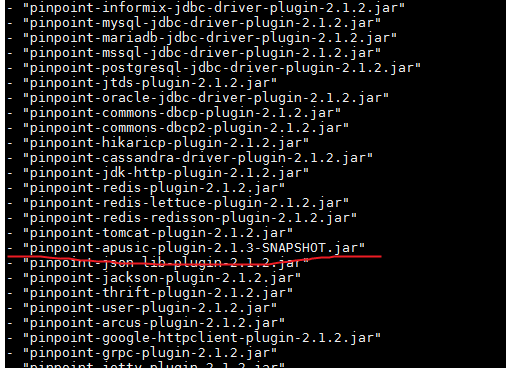 - "pinpoint-informix-jdbc-driver-plugin-2.1.2.jar"
- "pinpoint-mysql-jdbc-driver-plugin-2.1.2.jar"
- "pinpoint-mariadb-jdbc-driver-plugin-2.1.2.jar"
- "pinpoint-mssql-jdbc-driver-plugin-2.1.2.jar"
- "pinpoint-postgresql-jdbc-driver-plugin-2.1.2.jar"
- "pinpoint-jtds-plugin-2.1.2.jar"
- "pinpoint-oracle-jdbc-driver-plugin-2.1.2.jar"
- "pinpoint-commons-dbcp-plugin-2.1.2.jar"
- "pinpoint-commons-dbcp2-plugin-2.1.2.jar"
- "pinpoint-hikaricp-plugin-2.1.2.jar"
- "pinpoint-cassandra-driver-plugin-2.1.2.jar"
- "pinpoint-jdk-http-plugin-2.1.2.jar"
- "pinpoint-redis-plugin-2.1.2.jar"
- "pinpoint-redis-lettuce-plugin-2.1.2.jar"
- "pinpoint-redis-redisson-plugin-2.1.2.jar"
- "pinpoint-tomcat-plugin-2.1.2.jar"
- "pinpoint-apusic-plugin-2.1.3-SNAPSHOT.jar"
- "pinpoint-json-lib-plugin-2.1.2.jar"
- "pinpoint-jackson-plugin-2.1.2.jar"
- "pinpoint-thrift-plugin-2.1.2.jar"
- "pinpoint-user-plugin-2.1.2.jar"
- "pinpoint-arcus-plugin-2.1.2.jar"
- "pinpoint-google-httpclient-plugin-2.1.2.jar"
- "pinpoint-grpc-plugin-2.1.2.jar"
- "pinpoint-jetty-plugin-2.1.2.jar"